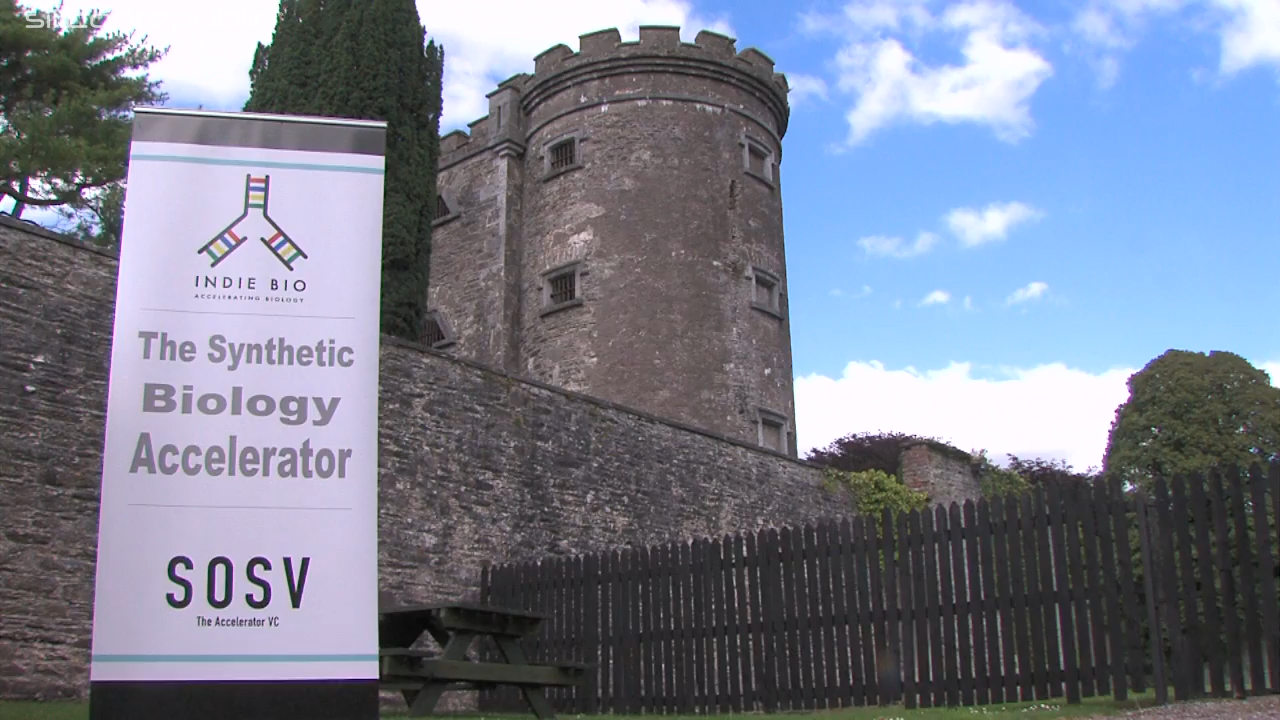 INDIE BIO
ACCELERATING BIOLOGY
The Synthetic
Biology
Accelerator
SOSV
The Accelerator VC